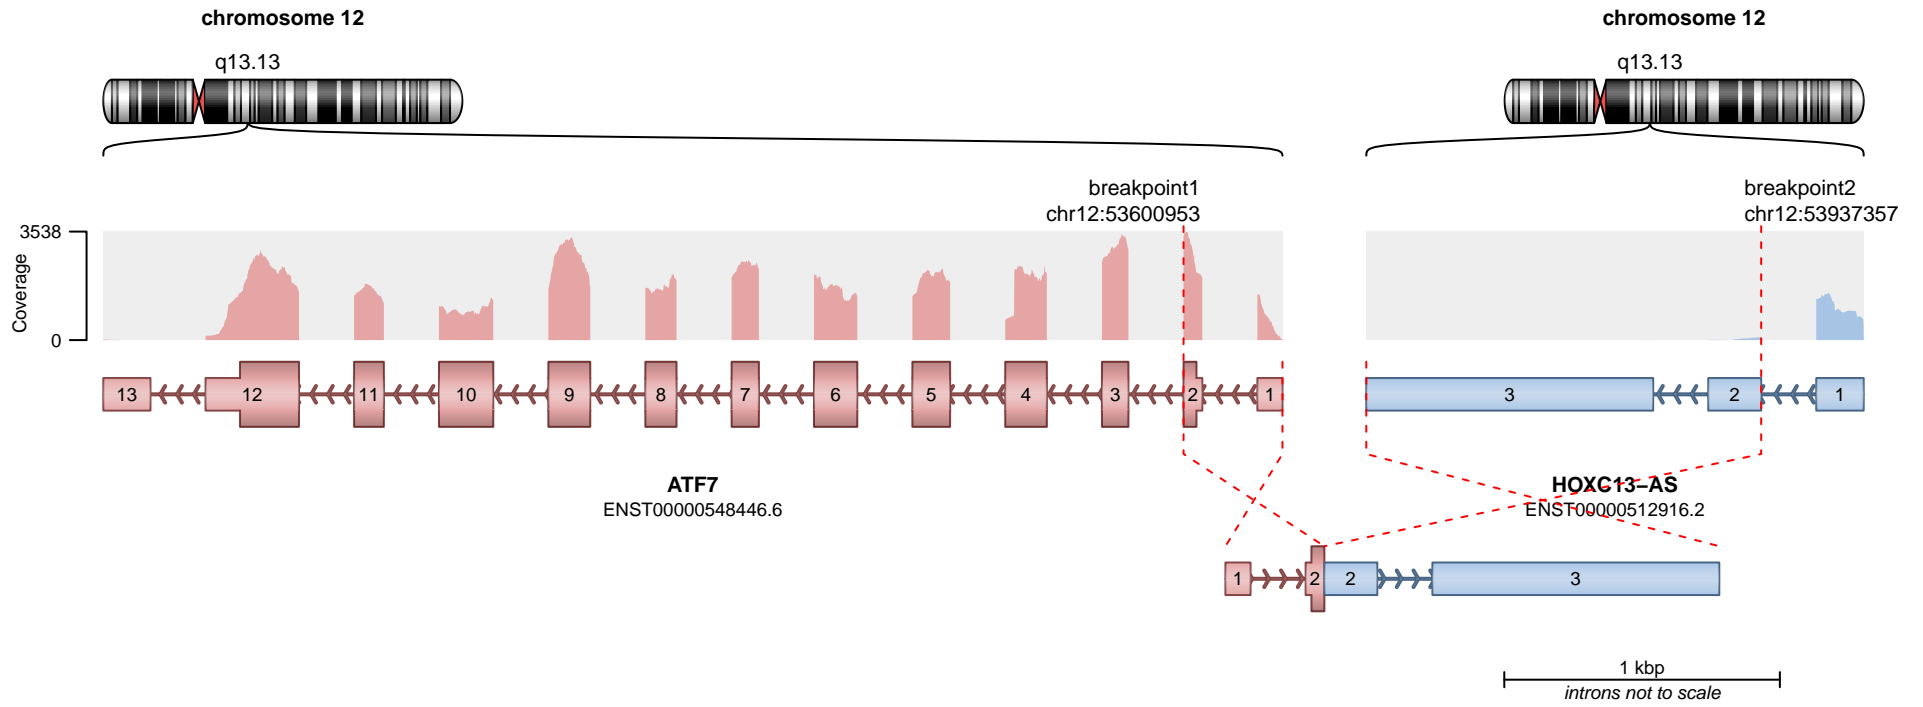 chromosome 12
chromosome 12
q13.13
q13.13
breakpoint1
chr12:53600953
breakpoint2
chr12:53937357
3538
Coverage
0
13 12 11 10 9 8 7 6 5 4 3 2 1
3 2 1
ATF7
ENST00000548446.6
HOXC13−AS
ENST00000512916.2
1 2 2 3
1 kbp
introns not to scale